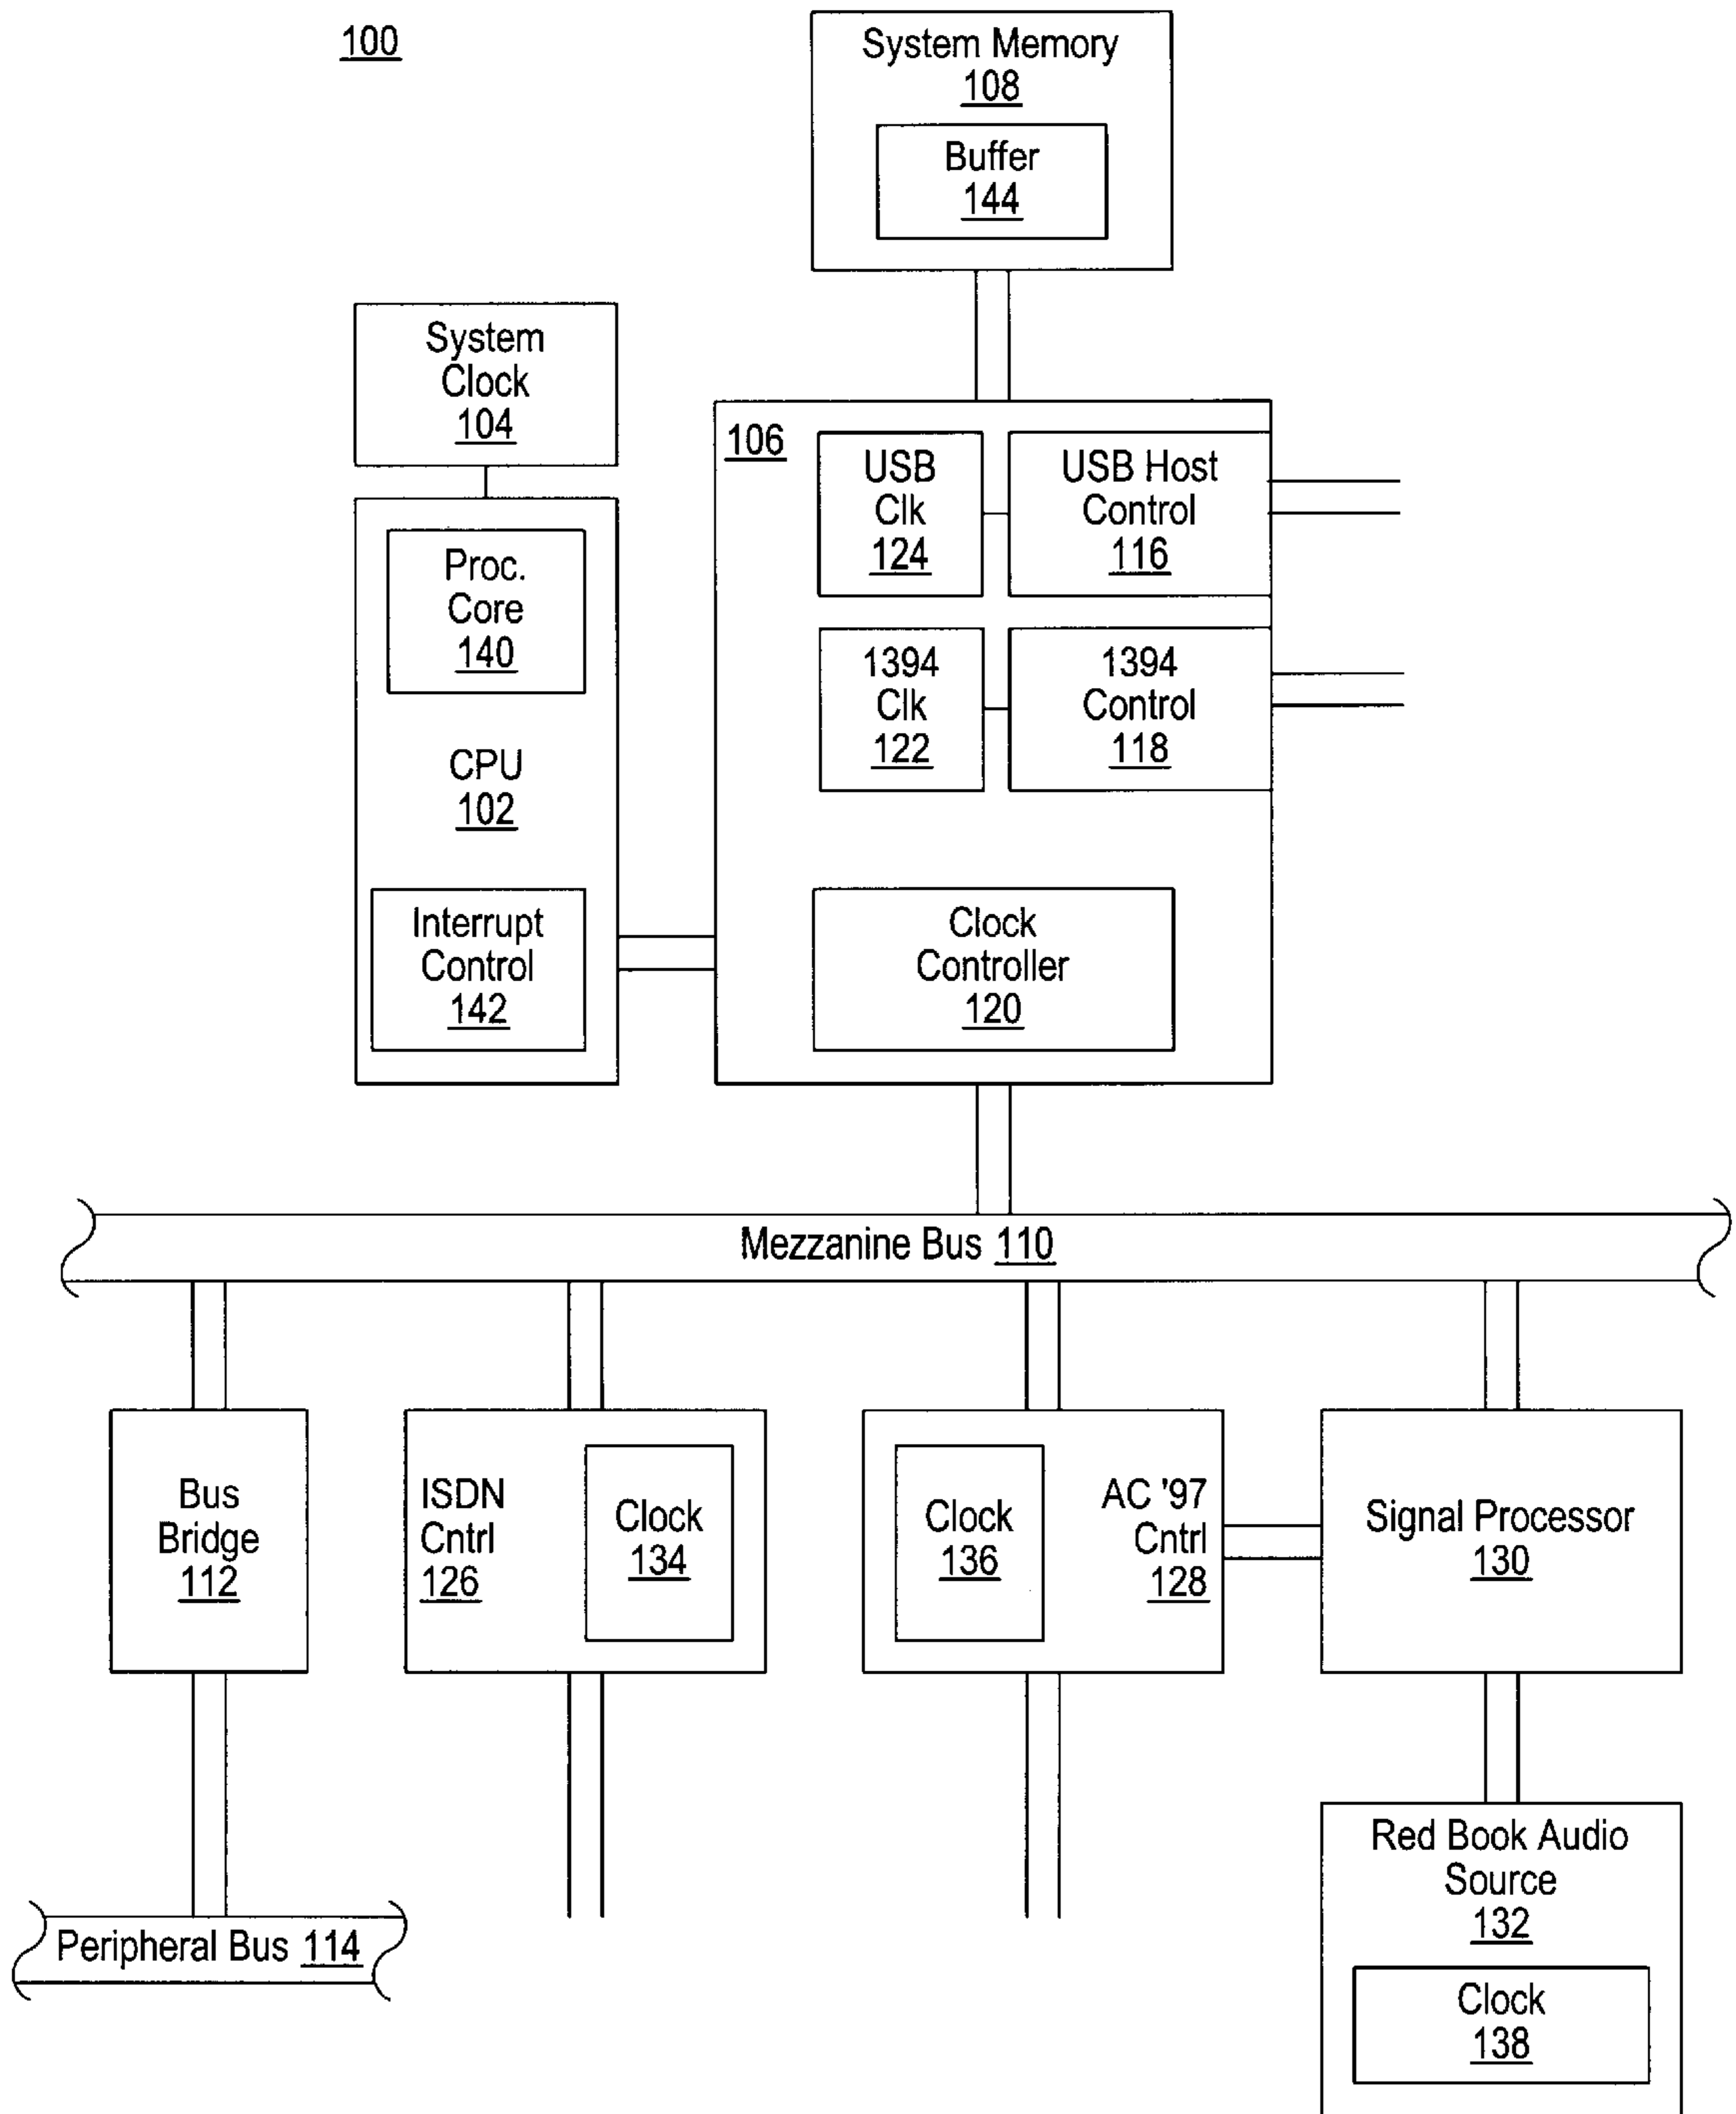 100
System Memory
108
Buffer
144
System
Clock
104
106
USB
Clk
124
USB Host
Control
116
Proc.
Core
140
1394
Clk
122
1394
Control
118
CPU
102
Interrupt
Control
142
Clock
Controller
120
Mezzanine Bus 110
Bus
Bridge
112
ISDN
Cntrl
126
Clock
134
Clock
136
AC '97
Cntrl
128
Signal Processor
130
Red Book Audio
Source
132
Clock
138
Peripheral Bus 114